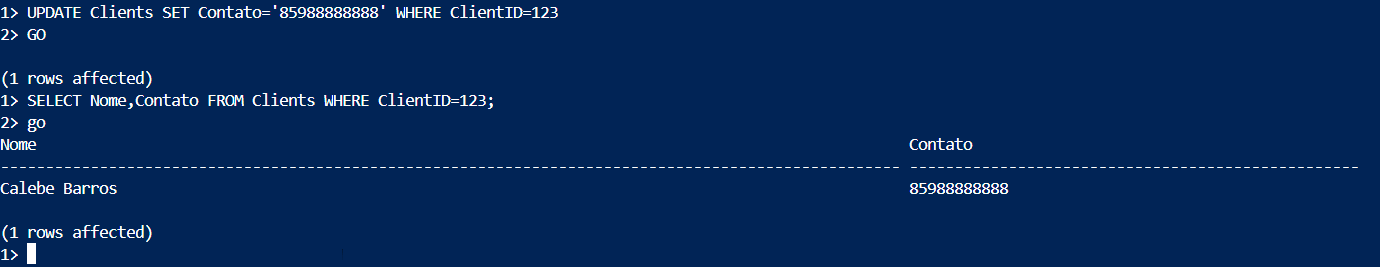 1> UPDATE Clients SET Contato='85988888888' WHERE ClientID=123
2> GO
(1 rows affected)
1> SELECT Nome,Contato FROM Clients WHERE ClientID=123;
2> go
Nome Contato
---------------------------------------------------------------------------------------------------- --------------------------------------------------
Calebe Barros 85988888888
(1 rows affected)
1>